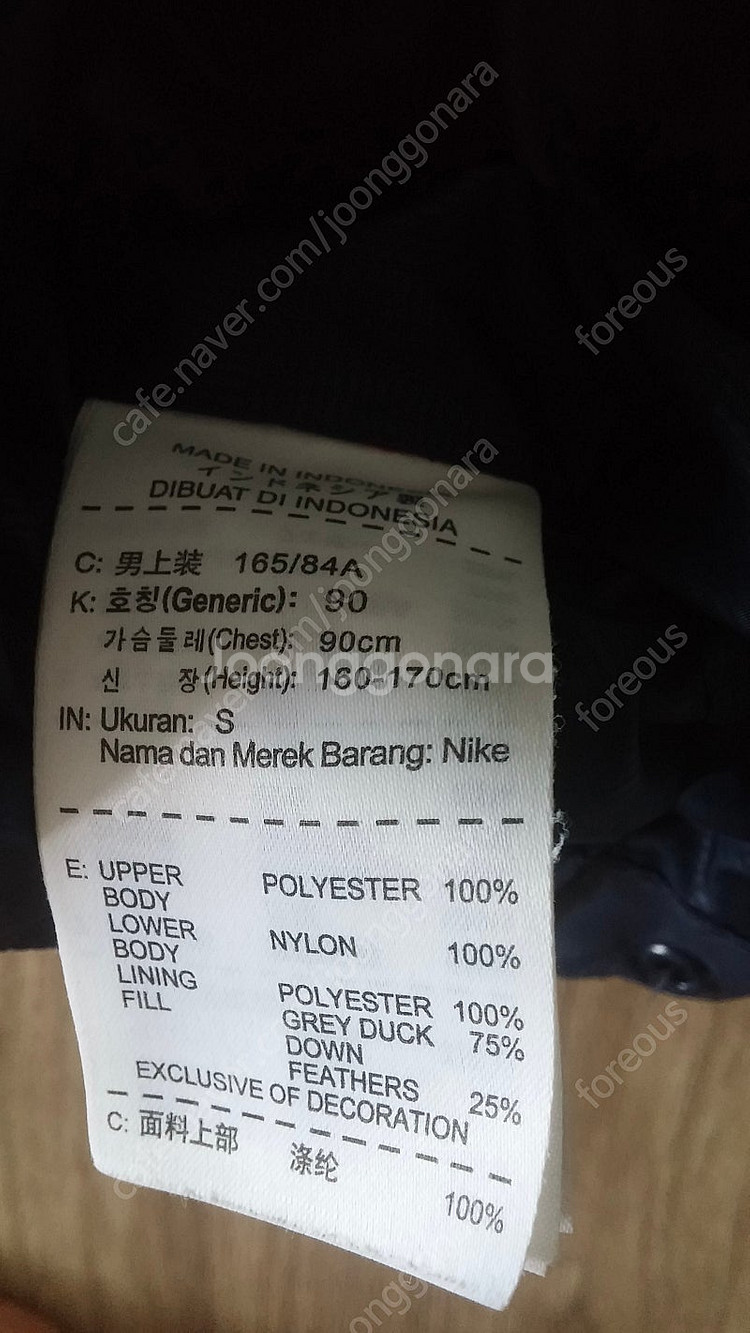 MADE IN INDONESIA
インドネシア製
DIBUAT DI INDONESIA
C: 男上装 165/84A
K: 호칭(Generic): 90
가슴둘레(Chest): 90cm
신 장(Height): 160-170cm
IN: Ukuran: S
Nama dan Merek Barang: Nike
E: UPPER BODY POLYESTER 100%
LOWER BODY NYLON 100%
LINING POLYESTER 100%
FILL GREY DUCK DOWN 75%
FEATHERS 25%
EXCLUSIVE OF DECORATION
C: 面料上部 涤纶 100%
cafe.naver.com/joonggonara
foreous
joonggonara
foreous
foreous